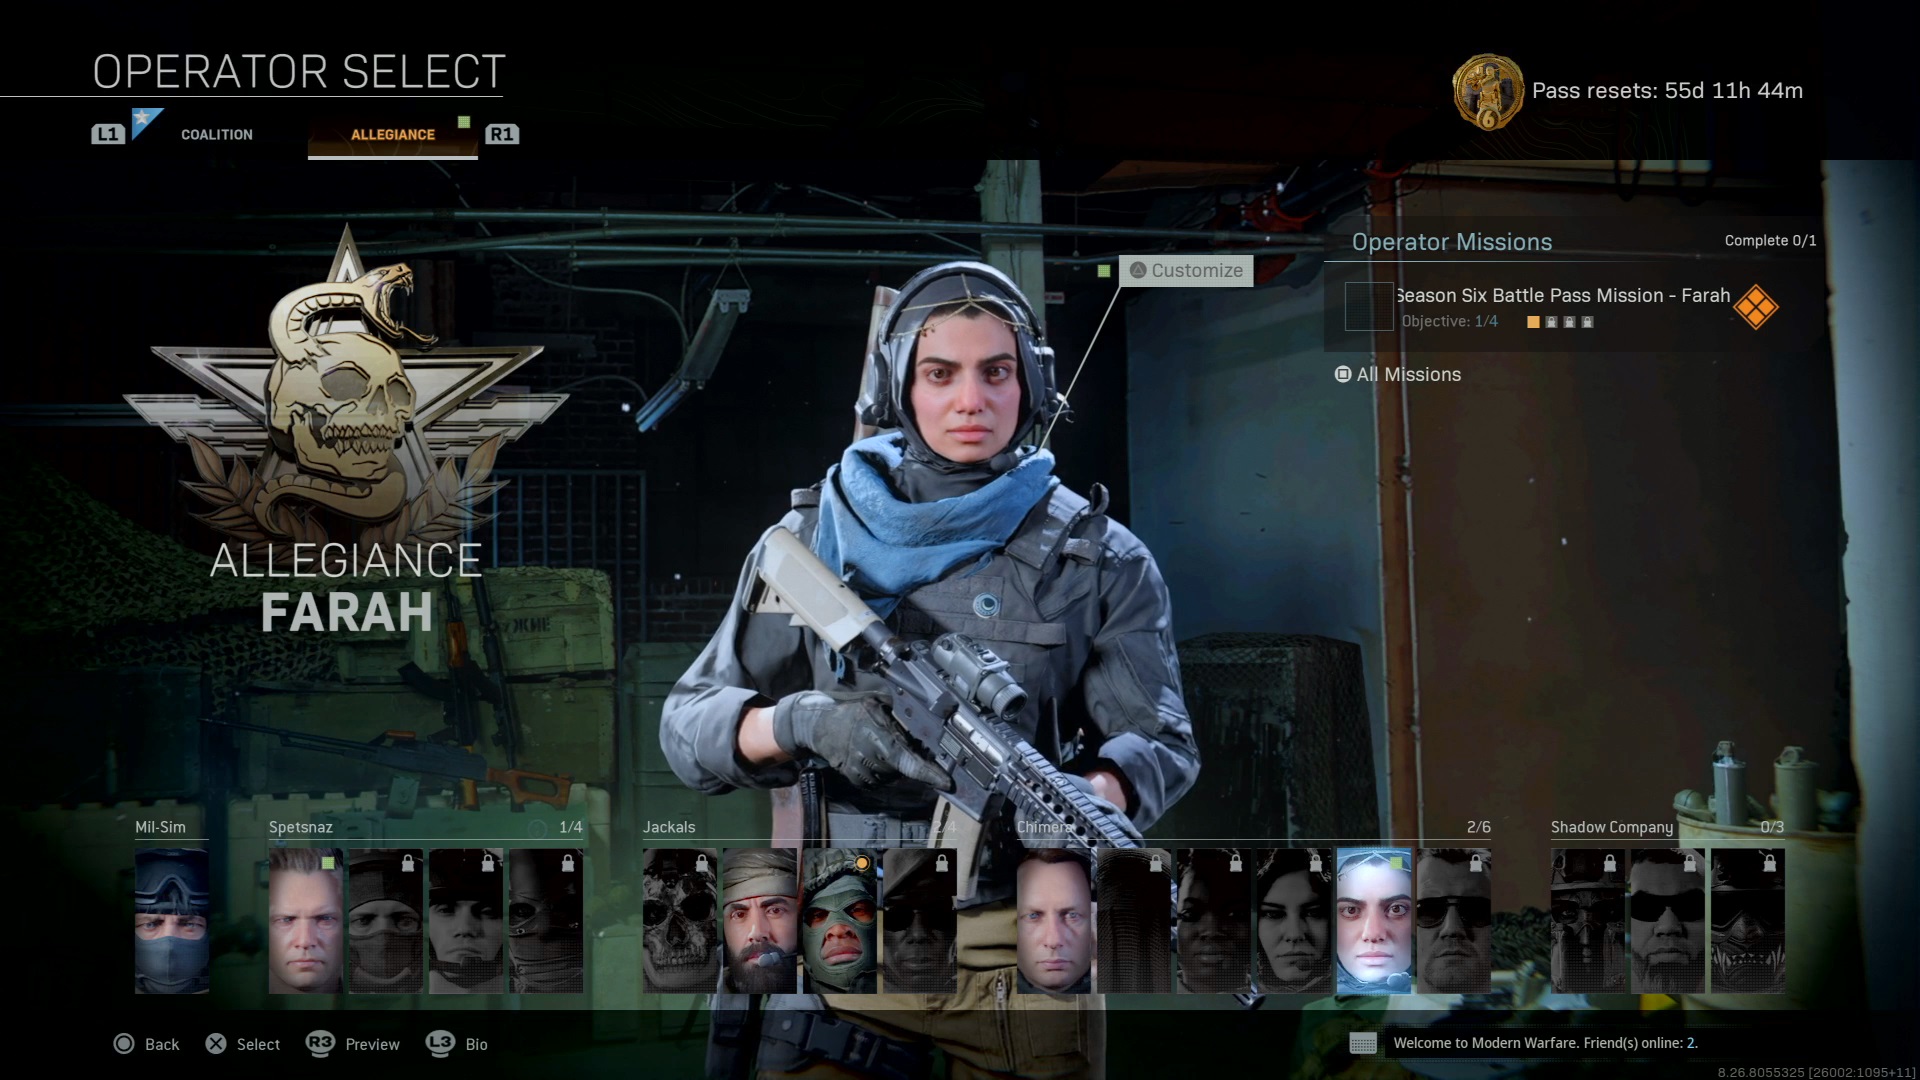 OPERATOR SELECT
L1
COALITION
ALLEGIANCE
R1
6
Pass resets: 55d 11h 44m
Operator Missions
Complete 0/1
Season Six Battle Pass Mission - Farah
Objective: 1/4
All Missions
Customize
ALLEGIANCE
FARAH
Mil-Sim
Spetsnaz
1/4
Jackals
2/4
Chimera
2/6
Shadow Company
0/3
Back
Select
R3
Preview
L3
Bio
Welcome to Modern Warfare. Friend(s) online: 2.
8.26.8055325 [26002:1095+11]